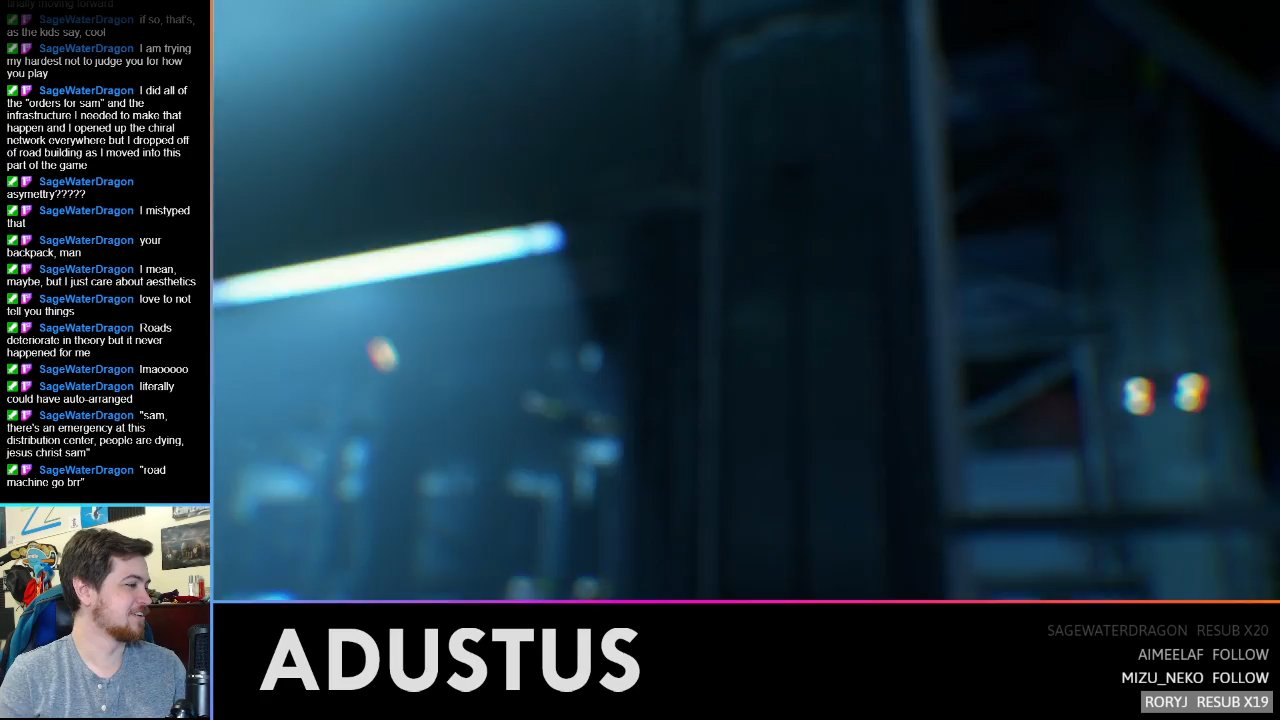 finally moving forward
SageWaterDragon if so, that's,
as the kids say, cool
SageWaterDragon I am trying
my hardest not to judge you for how
you play
SageWaterDragon I did all of
the "orders for sam" and the
infrastructure I needed to make that
happen and I opened up the chiral
network everywhere but I dropped off
of road building as I moved into this
part of the game
SageWaterDragon
asymettry?????
SageWaterDragon I mistyped
that
SageWaterDragon your
backpack, man
SageWaterDragon I mean,
maybe, but I just care about aesthetics
SageWaterDragon love to not
tell you things
SageWaterDragon Roads
deteriorate in theory but it never
happened for me
SageWaterDragon lmaooooo
SageWaterDragon literally
could have auto-arranged
SageWaterDragon "sam,
there's an emergency at this
distribution center, people are dying,
jesus christ sam"
SageWaterDragon "road
machine go brr"
ADUSTUS
SAGEWATERDRAGON RESUB X20
AIMEELAF FOLLOW
MIZU_NEKO FOLLOW
RORYJ RESUB X19